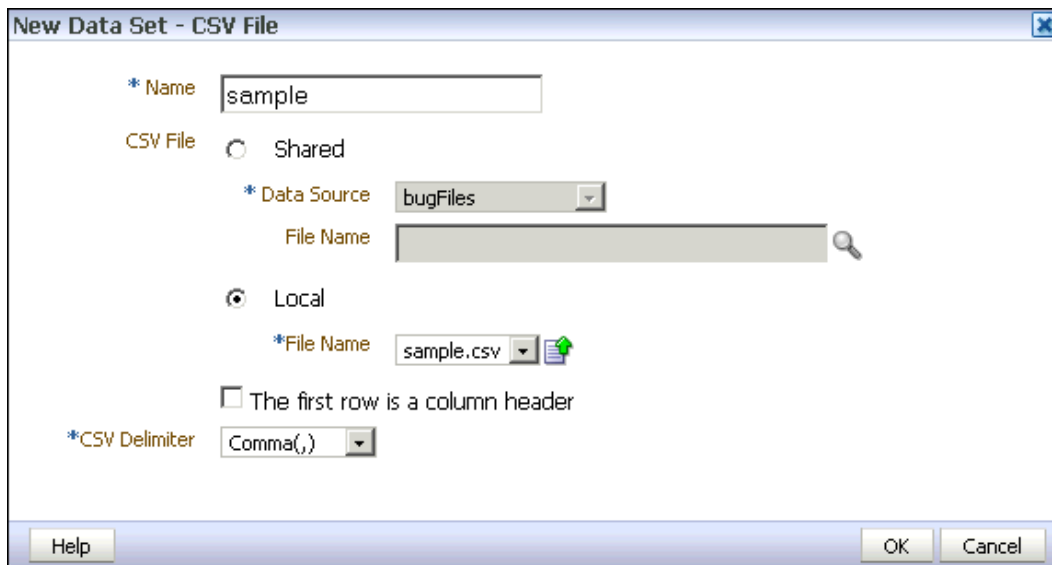 New Data Set - CSV File
* Name sample
CSV File Shared
* Data Source bugFiles
File Name
Local
*File Name sample.csv
The first row is a column header
*CSV Delimiter Comma(,)
Help OK Cancel